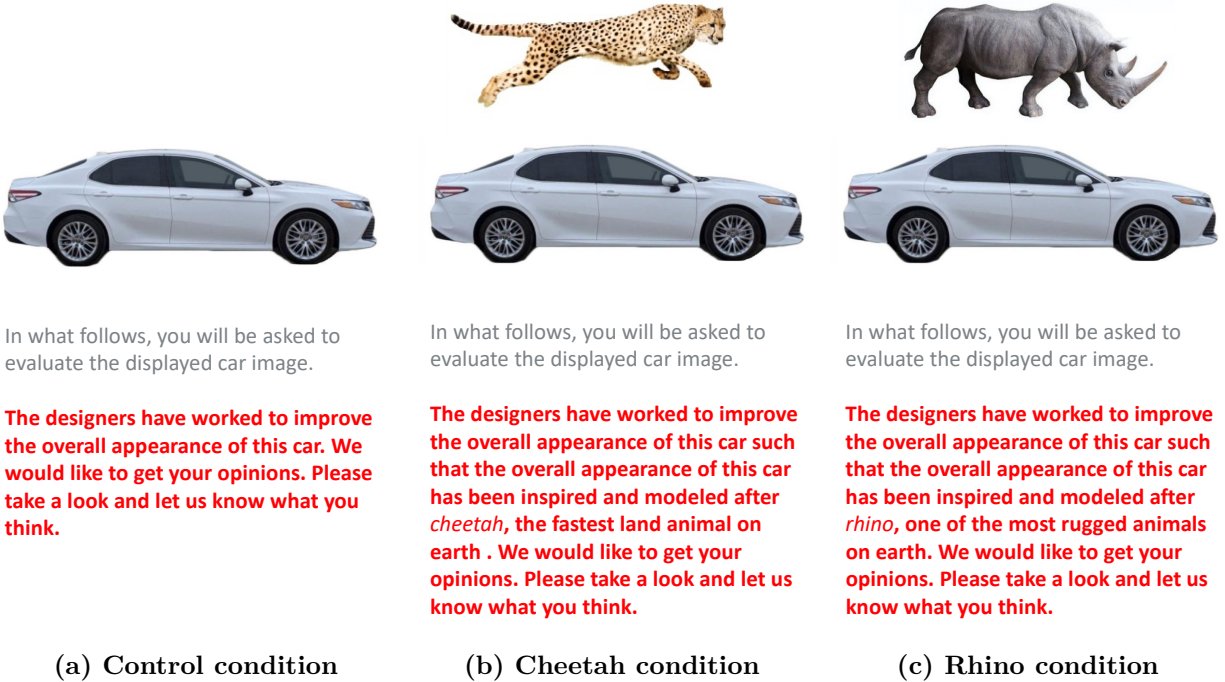 In what follows, you will be asked to
evaluate the displayed car image.
The designers have worked to improve
the overall appearance of this car. We
would like to get your opinions. Please
take a look and let us know what you
think.
(a) Control condition
In what follows, you will be asked to
evaluate the displayed car image.
The designers have worked to improve
the overall appearance of this car such
that the overall appearance of this car
has been inspired and modeled after
cheetah, the fastest land animal on
earth . We would like to get your
opinions. Please take a look and let us
know what you think.
(b) Cheetah condition
In what follows, you will be asked to
evaluate the displayed car image.
The designers have worked to improve
the overall appearance of this car such
that the overall appearance of this car
has been inspired and modeled after
rhino, one of the most rugged animals
on earth. We would like to get your
opinions. Please take a look and let us
know what you think.
(c) Rhino condition